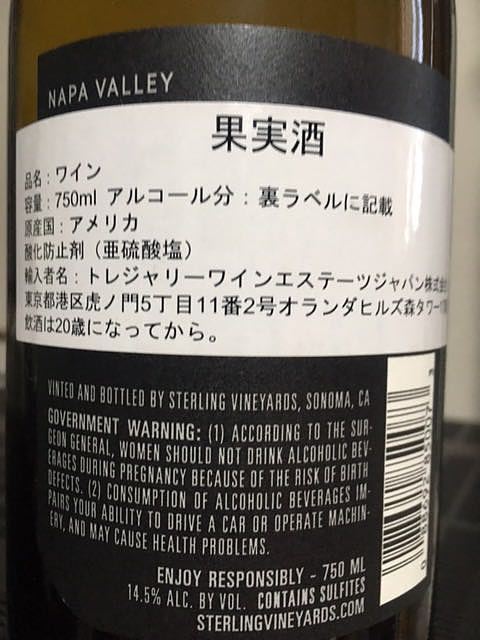 NAPA VALLEY
果実酒
品名：ワイン
容量：750ml アルコール分：裏ラベルに記載
原産国：アメリカ
酸化防止剤（亜硫酸塩）
輸入者名：トレジャリーワインエステーツジャパン株式会
東京都港区虎ノ門5丁目11番2号オランダヒルズ森タワー
飲酒は20歳になってから。
VINTED AND BOTTLED BY STERLING VINEYARDS, SONOMA, CA
GOVERNMENT WARNING: (1) ACCORDING TO THE SUR-
GEON GENERAL, WOMEN SHOULD NOT DRINK ALCOHOLIC BEV-
ERAGES DURING PREGNANCY BECAUSE OF THE RISK OF BIRTH
DEFECTS. (2) CONSUMPTION OF ALCOHOLIC BEVERAGES IM-
PAIRS YOUR ABILITY TO DRIVE A CAR OR OPERATE MACHIN-
ERY, AND MAY CAUSE HEALTH PROBLEMS.
ENJOY RESPONSIBLY - 750 ML
14.5% ALC. BY VOL. CONTAINS SULFITES
STERLINGVINEYARDS.COM